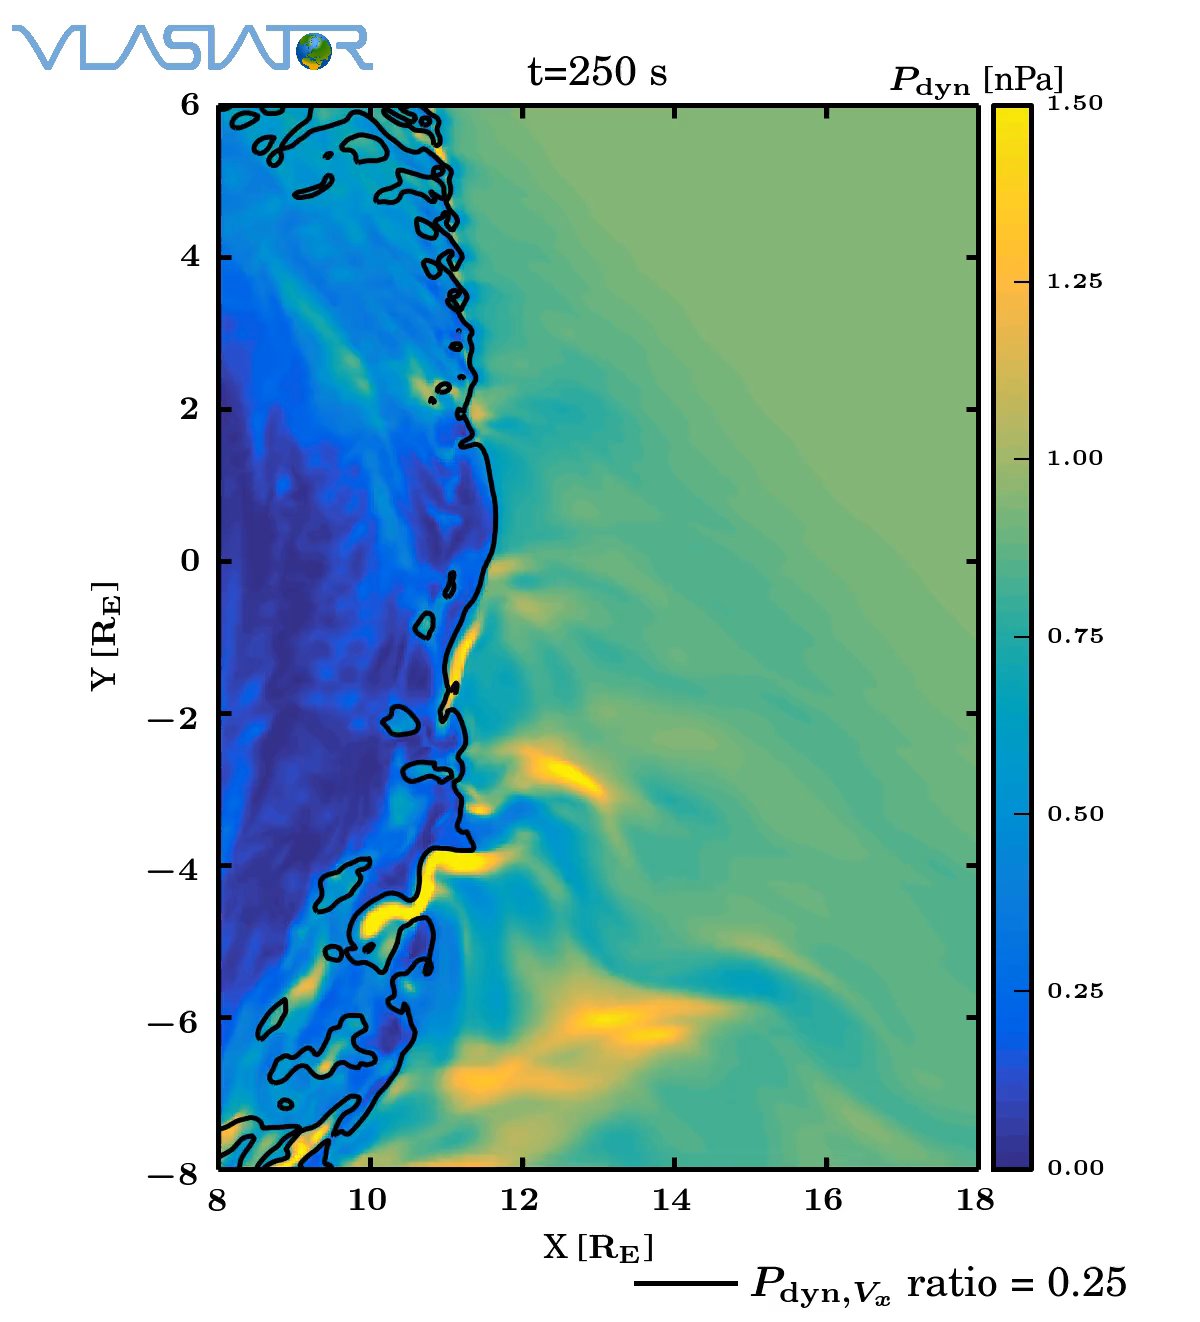 VLASIATOR
t=250 s
P_dyn [nPa]
6
4
2
0
−2
−4
−6
−8
Y [R_E]
8 10 12 14 16 18
X [R_E]
1.50
1.25
1.00
0.75
0.50
0.25
0.00
P_dyn,V_x ratio = 0.25